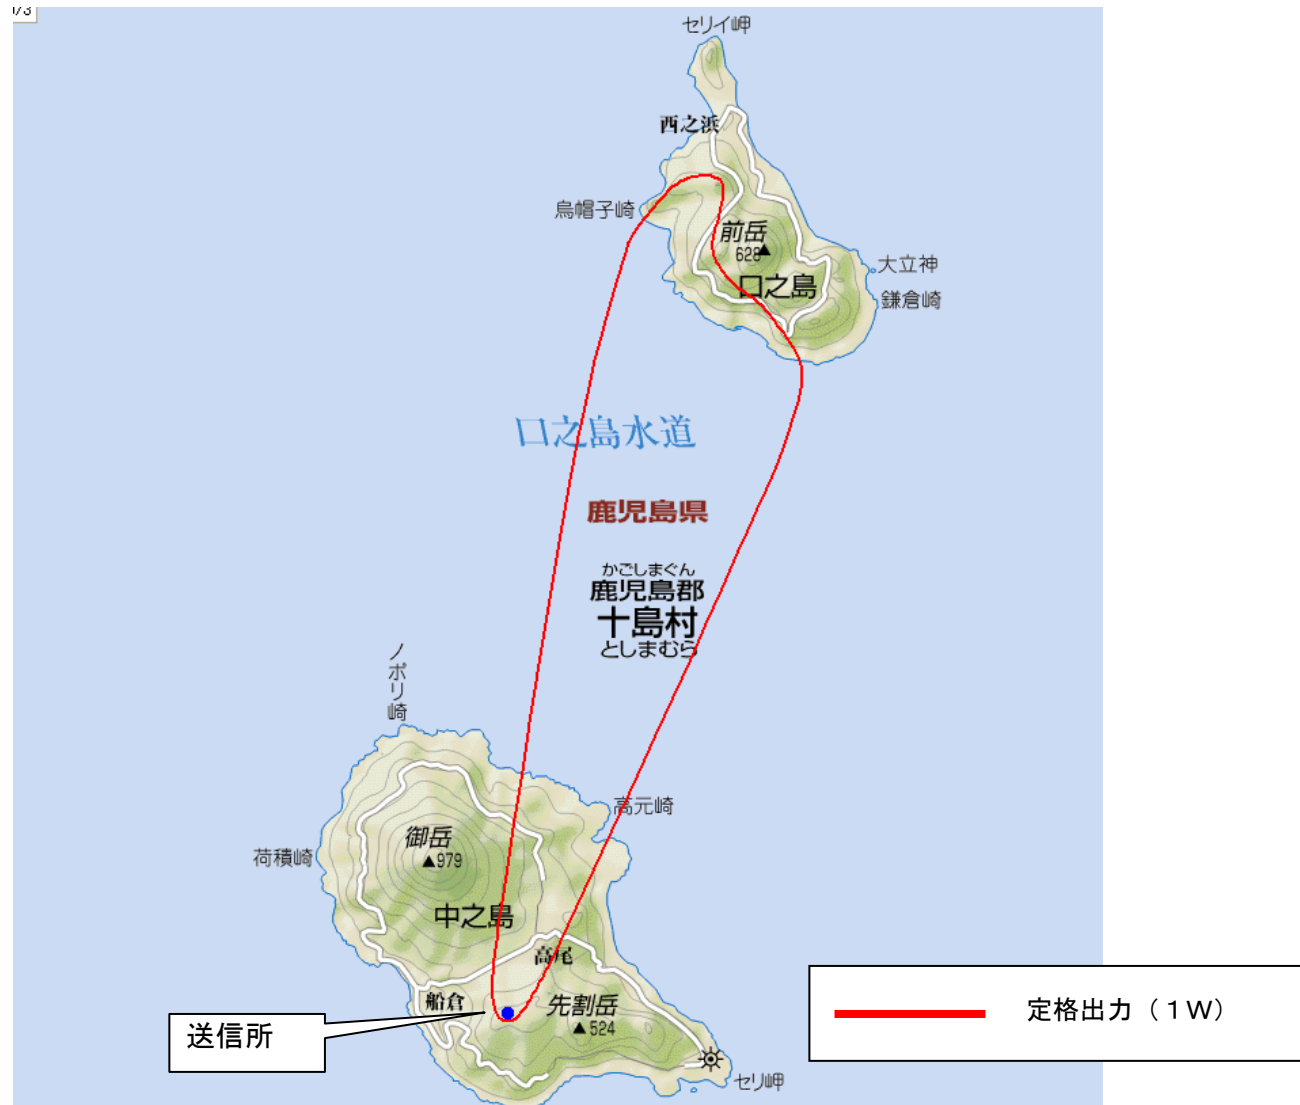 セリイ岬
西之浜
烏帽子崎
前岳
628
大立神
口之島
鎌倉崎
口之島水道
鹿児島県
かごしまぐん
鹿児島郡
十島村
としまむら
ノボリ崎
高元崎
御岳
979
荷積崎
中之島
高尾
船倉
先割岳
524
送信所
定格出力（１Ｗ）
セリ岬